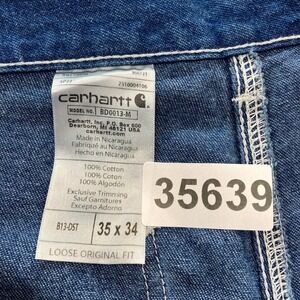 2310004106
carhartt
MODEL NO. BD0013-M
Carhartt, Inc. P.O. Box 600
Dearborn, MI 48121 USA
carhartt.com
Made in Nicaragua
Fabriqué au Nicaragua
Hecho en Nicaragua
100% Cotton
100% Coton
100% Algodón
Exclusive Trimming
Sauf Garnitures
Excepto Adorno
B13-DST 35 x 34
LOOSE ORIGINAL FIT
35639